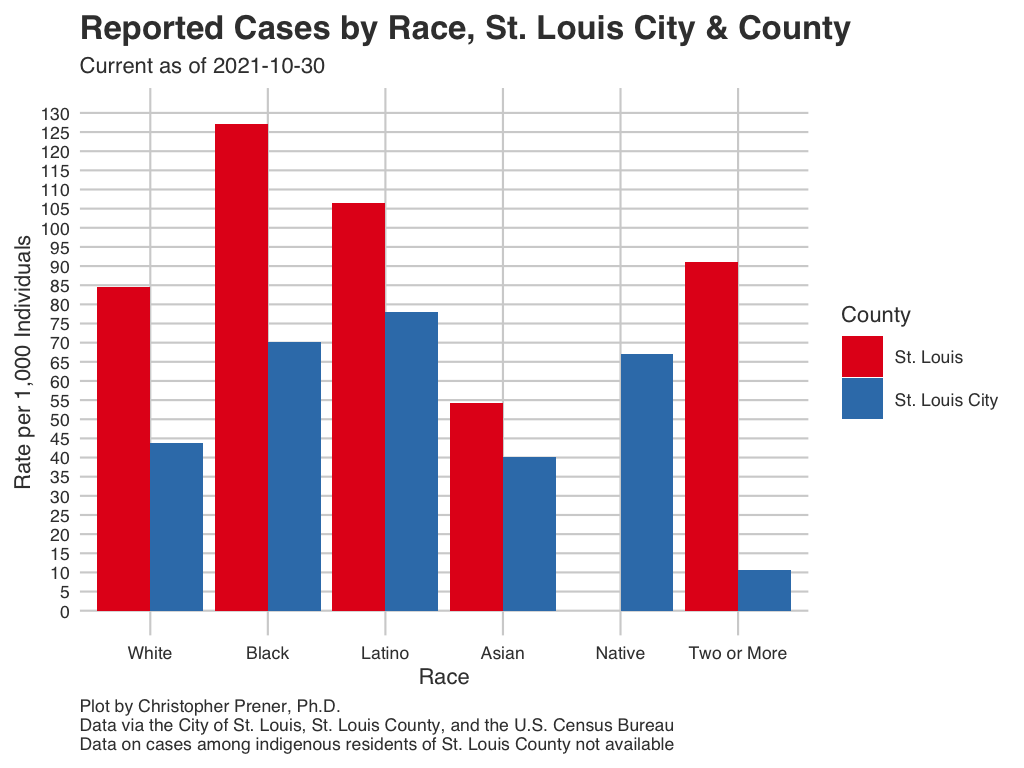 Reported Cases by Race, St. Louis City & County
Current as of 2021-10-30
Rate per 1,000 Individuals
130
125
120
115
110
105
100
95
90
85
80
75
70
65
60
55
50
45
40
35
30
25
20
15
10
5
0
White Black Latino Asian Native Two or More
Race
County
St. Louis
St. Louis City
Plot by Christopher Prener, Ph.D.
Data via the City of St. Louis, St. Louis County, and the U.S. Census Bureau
Data on cases among indigenous residents of St. Louis County not available